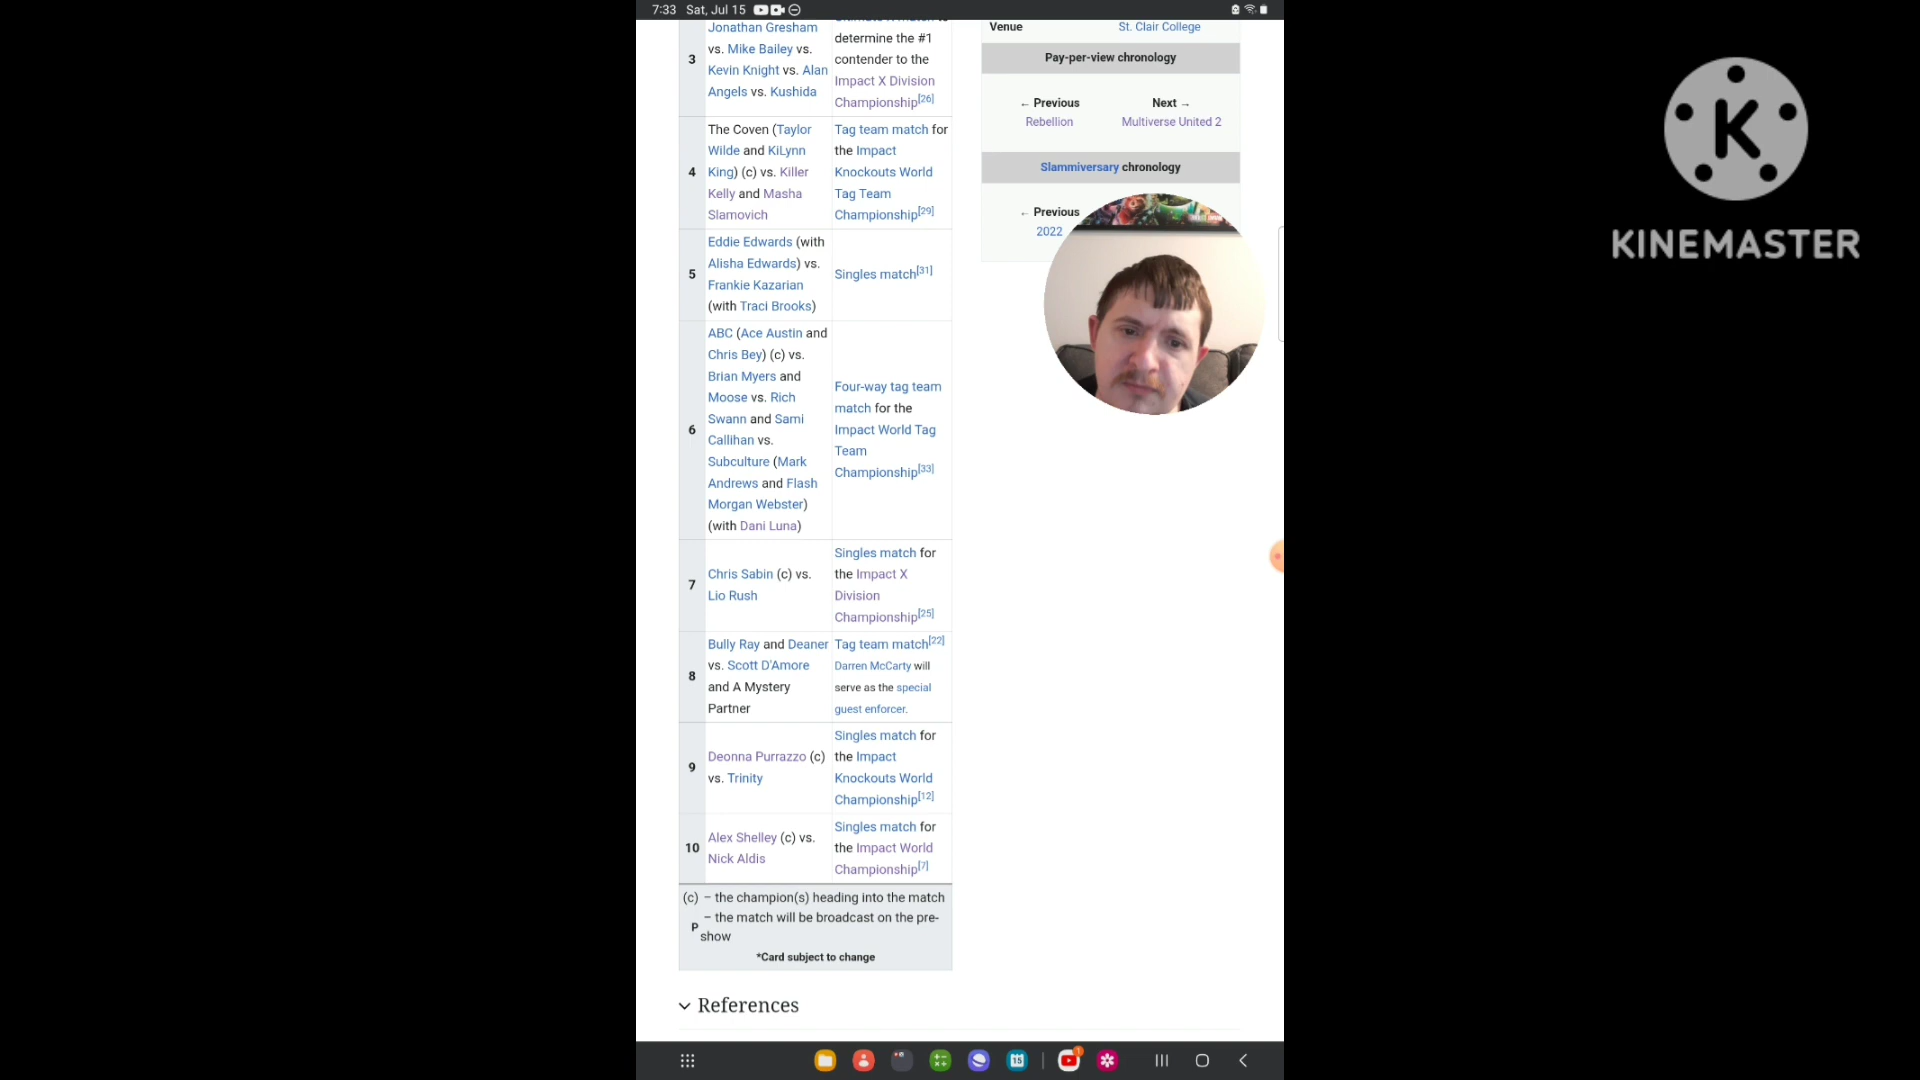 7:33 Sat, Jul 15
3
Jonathan Gresham
vs. Mike Bailey vs.
Kevin Knight vs. Alan
Angels vs. Kushida
determine the #1
contender to the
Impact X Division
Championship[26]
4
The Coven (Taylor
Wilde and KiLynn
King) (c) vs. Killer
Kelly and Masha
Slamovich
Tag team match for
the Impact
Knockouts World
Tag Team
Championship[29]
5
Eddie Edwards (with
Alisha Edwards) vs.
Frankie Kazarian
(with Traci Brooks)
Singles match[31]
6
ABC (Ace Austin and
Chris Bey) (c) vs.
Brian Myers and
Moose vs. Rich
Swann and Sami
Callihan vs.
Subculture (Mark
Andrews and Flash
Morgan Webster)
(with Dani Luna)
Four-way tag team
match for the
Impact World Tag
Team
Championship[33]
7
Chris Sabin (c) vs.
Lio Rush
Singles match for
the Impact X
Division
Championship[25]
8
Bully Ray and Deaner
vs. Scott D'Amore
and A Mystery
Partner
Tag team match[22]
Darren McCarty will
serve as the special
guest enforcer.
9
Deonna Purrazzo (c)
vs. Trinity
Singles match for
the Impact
Knockouts World
Championship[12]
10
Alex Shelley (c) vs.
Nick Aldis
Singles match for
the Impact World
Championship[7]
(c) – the champion(s) heading into the match
P – the match will be broadcast on the pre-
show
*Card subject to change
References
Venue St. Clair College
Pay-per-view chronology
← Previous Next →
Rebellion Multiverse United 2
Slammiversary chronology
← Previous
2022
K
KINEMASTER
15
1